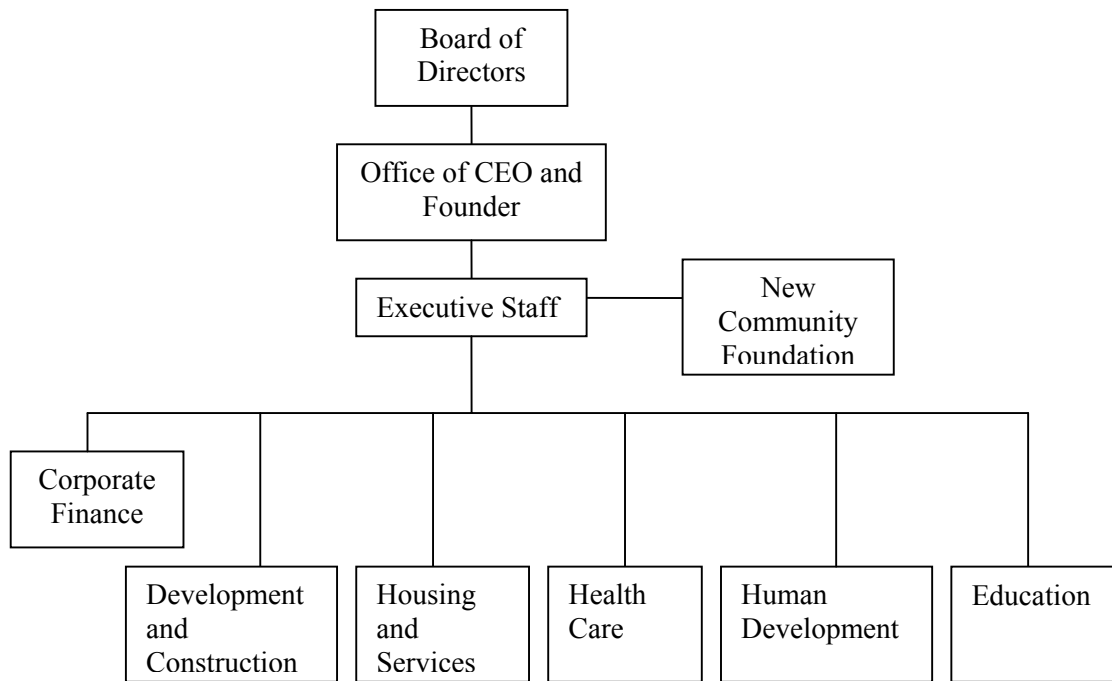 Board of
Directors
Office of CEO and
Founder
Executive Staff
New
Community
Foundation
Corporate
Finance
Development
and
Construction
Housing
and
Services
Health
Care
Human
Development
Education